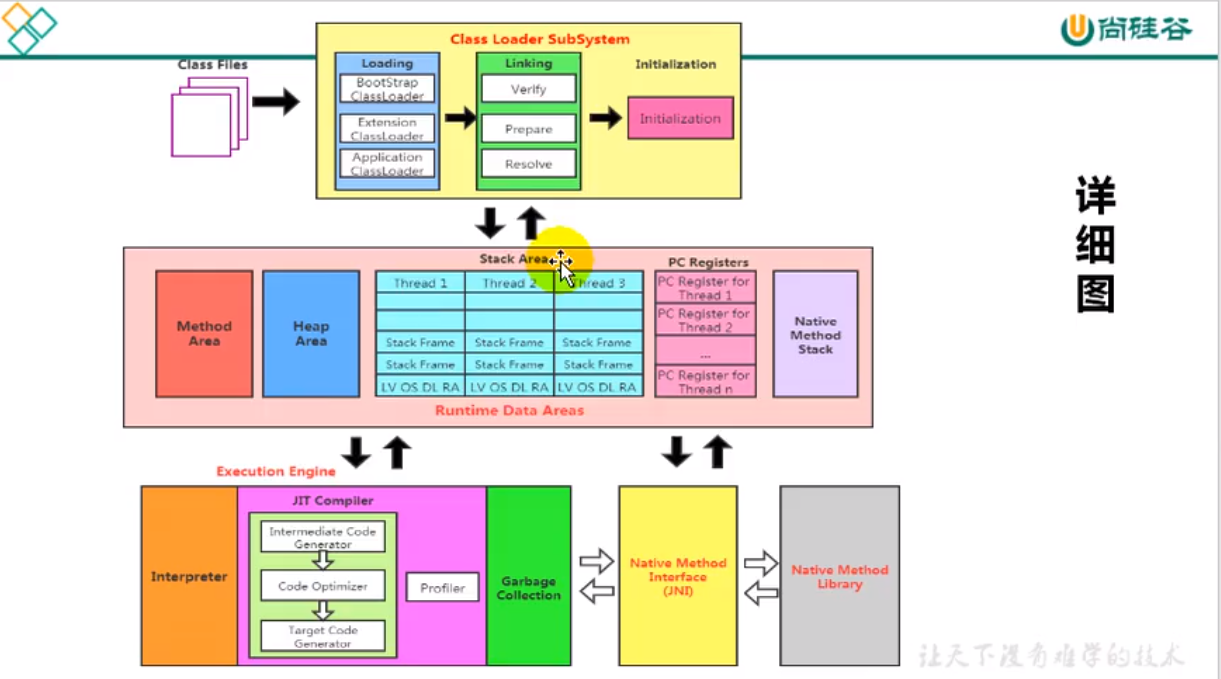 尚硅谷
Class Loader SubSystem
Class Files
Loading
BootStrap
ClassLoader
Extension
ClassLoader
Application
ClassLoader
Linking
Verify
Prepare
Resolve
Initialization
Initialization
详
细
图
Stack Area
PC Registers
Method
Area
Heap
Area
Thread 1
Thread 2
Thread 3
Stack Frame
Stack Frame
Stack Frame
Stack Frame
Stack Frame
Stack Frame
LV OS DL RA
LV OS DL RA
LV OS DL RA
PC Register for
Thread 1
PC Register for
Thread 2
...
PC Register for
Thread n
Native
Method
Stack
Runtime Data Areas
Execution Engine
Interpreter
JIT Compiler
Intermediate Code
Generator
Code Optimizer
Target Code
Generator
Profiler
Garbage
Collection
Native Method
Interface
(JNI)
Native Method
Library
让天下没有难学的技术